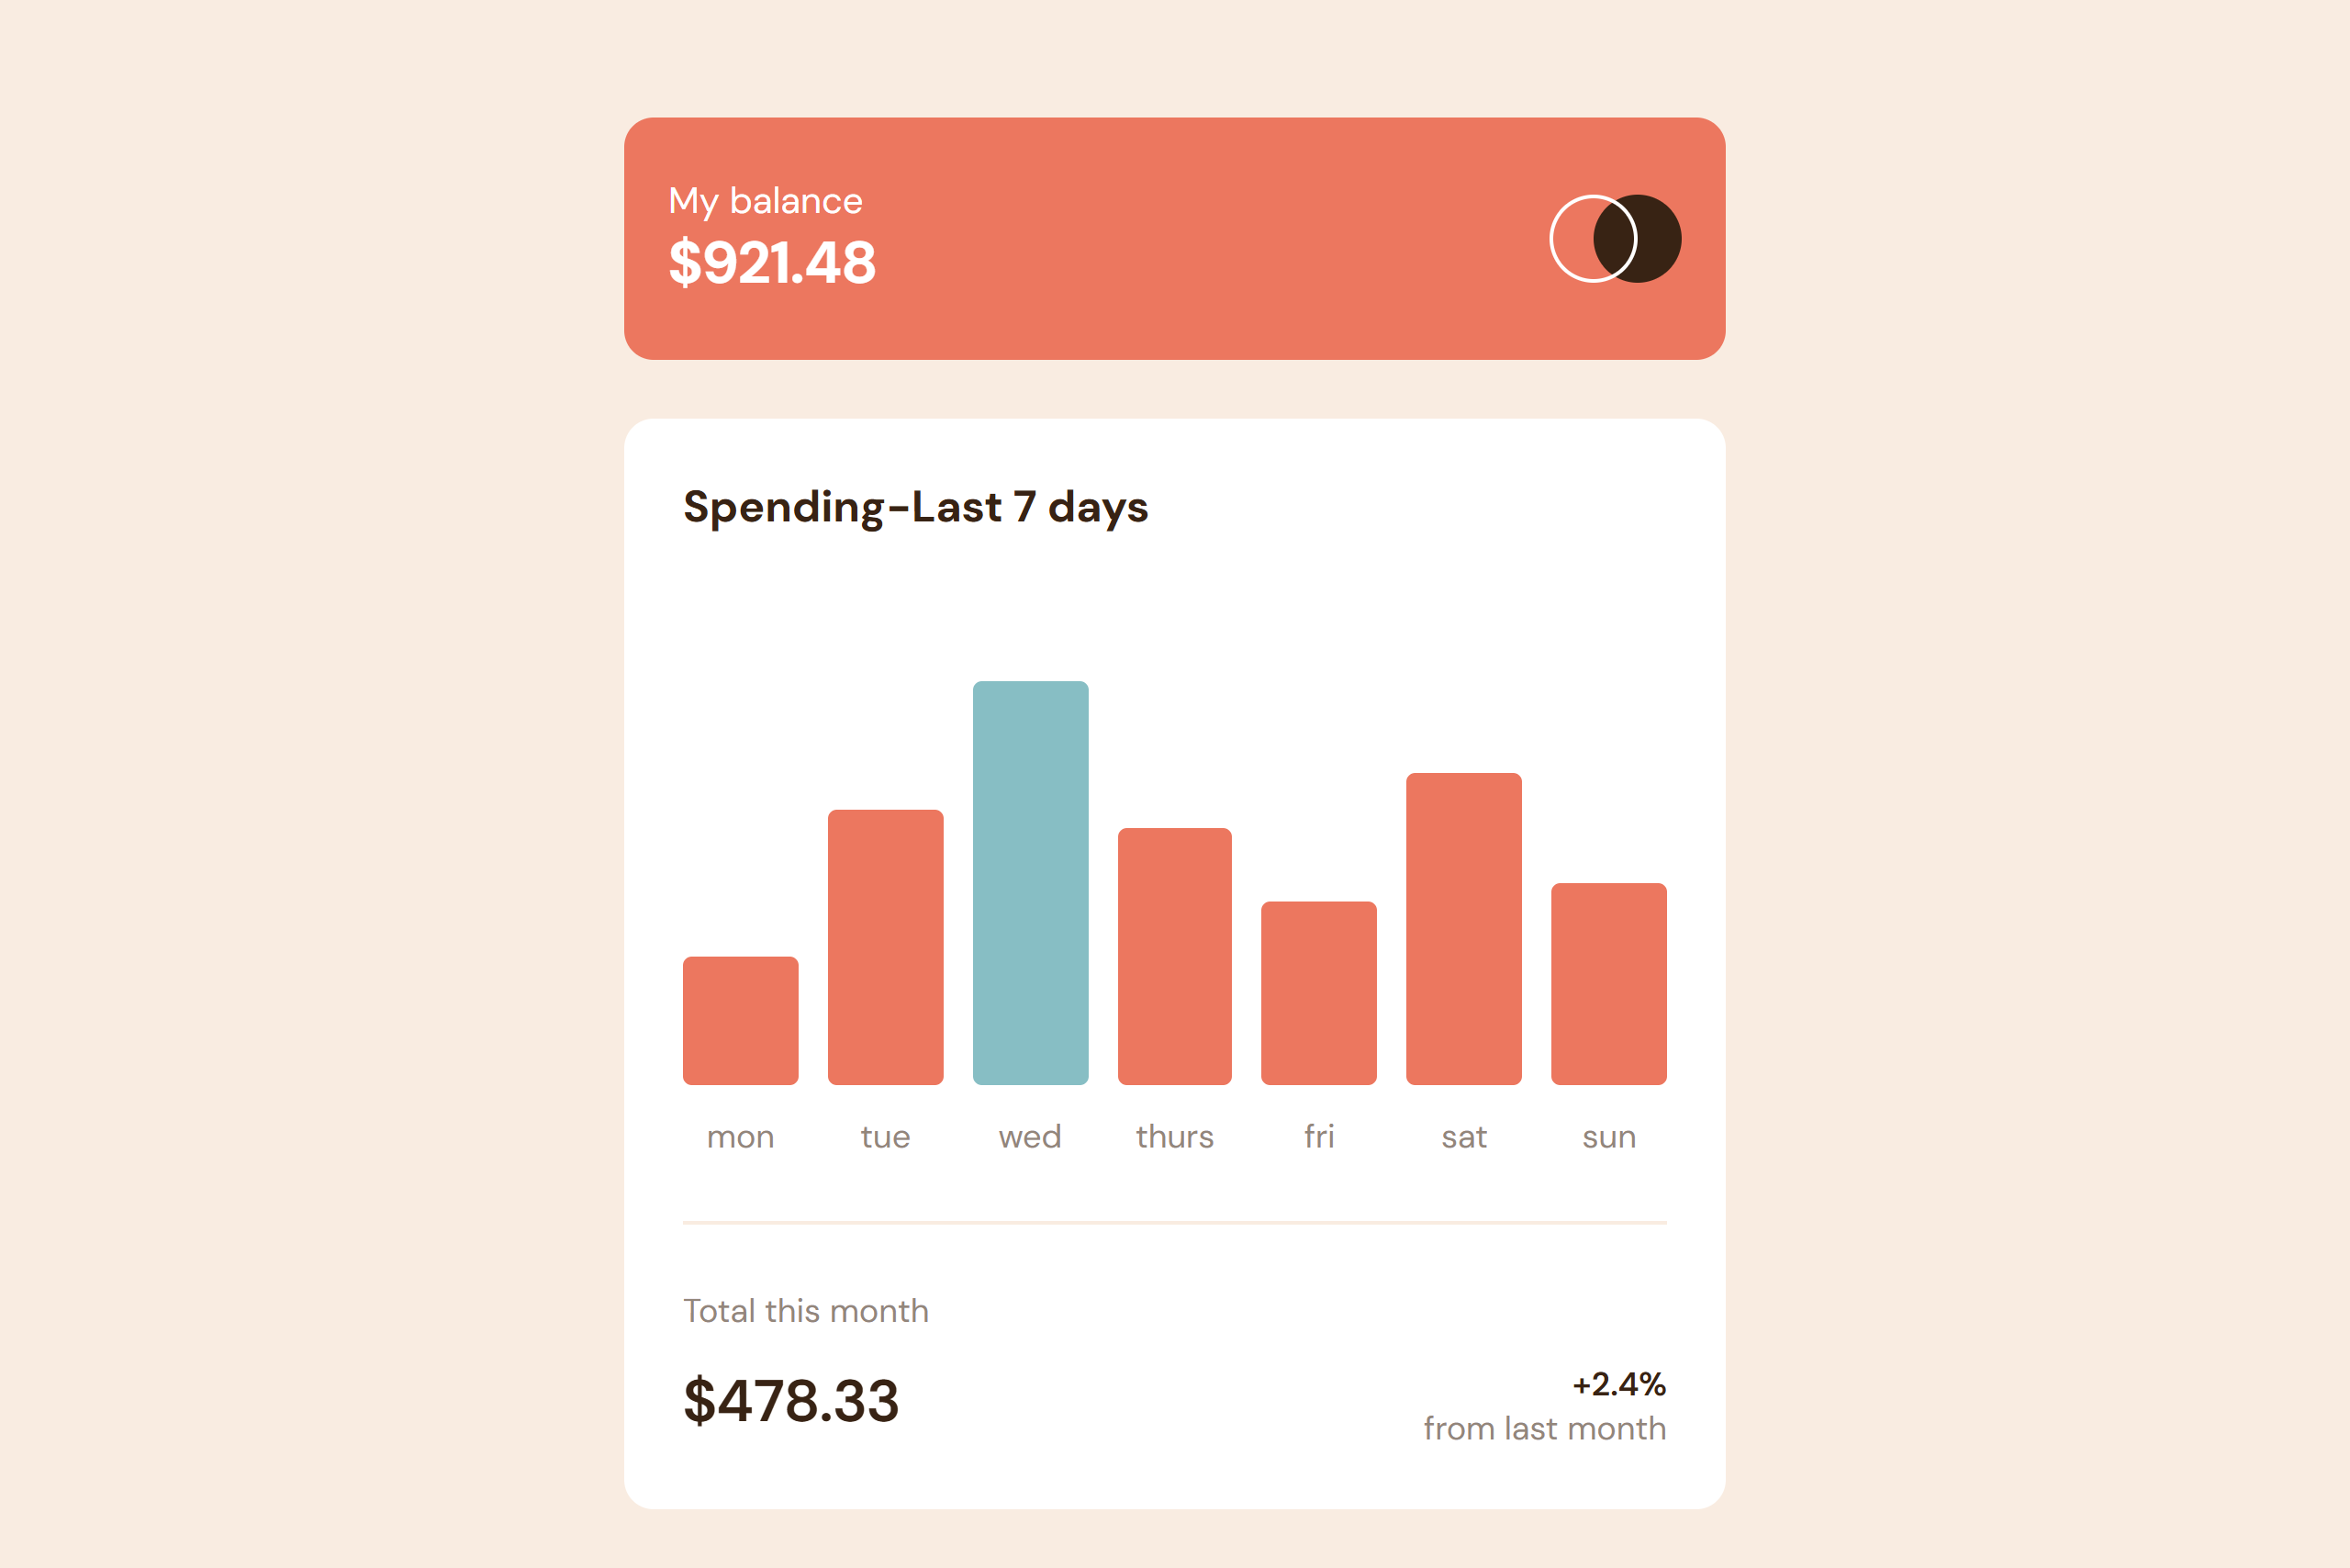 My balance
$921.48
Spending-Last 7 days
mon tue wed thurs fri sat sun
Total this month
$478.33
+2.4%
from last month